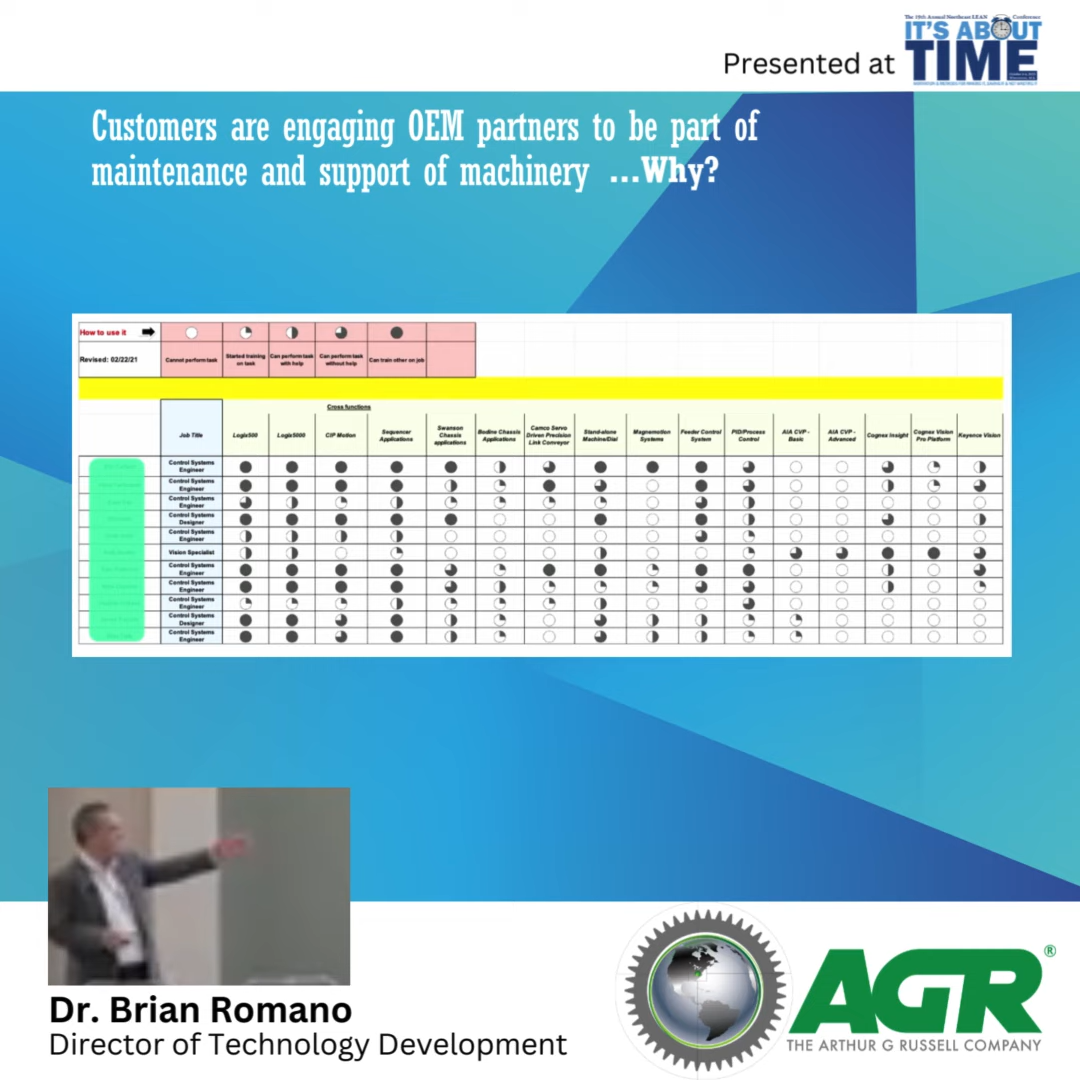 The 19th Annual Northeast LEAN Conference
IT'S ABOUT
TIME
Presented at
Customers are engaging OEM partners to be part of
maintenance and support of machinery ...Why?
How to use it
Revised: 02/22/21
Cannot perform task
Started training
on task
Can perform task
with help
Can perform task
without help
Can train other on job
Cross functions
Job Title
Logix500
Logix5000
CIP Motion
Sequencer
Applications
Swanson
Chassis
applications
Bodine Chassis
Applications
Camco Servo
Driven Precision
Link Conveyor
Stand-alone
Machine/Dial
Magnemotion
Systems
Feeder Control
System
PID/Process
Control
AIA CVP -
Basic
AIA CVP -
Advanced
Cognex Insight
Cognex Vision
Pro Platform
Keyence Vision
Control Systems
Engineer
Control Systems
Engineer
Control Systems
Engineer
Control Systems
Designer
Control Systems
Engineer
Vision Specialist
Control Systems
Engineer
Control Systems
Engineer
Control Systems
Engineer
Control Systems
Designer
Control Systems
Engineer
Dr. Brian Romano
Director of Technology Development
AGR®
THE ARTHUR G RUSSELL COMPANY